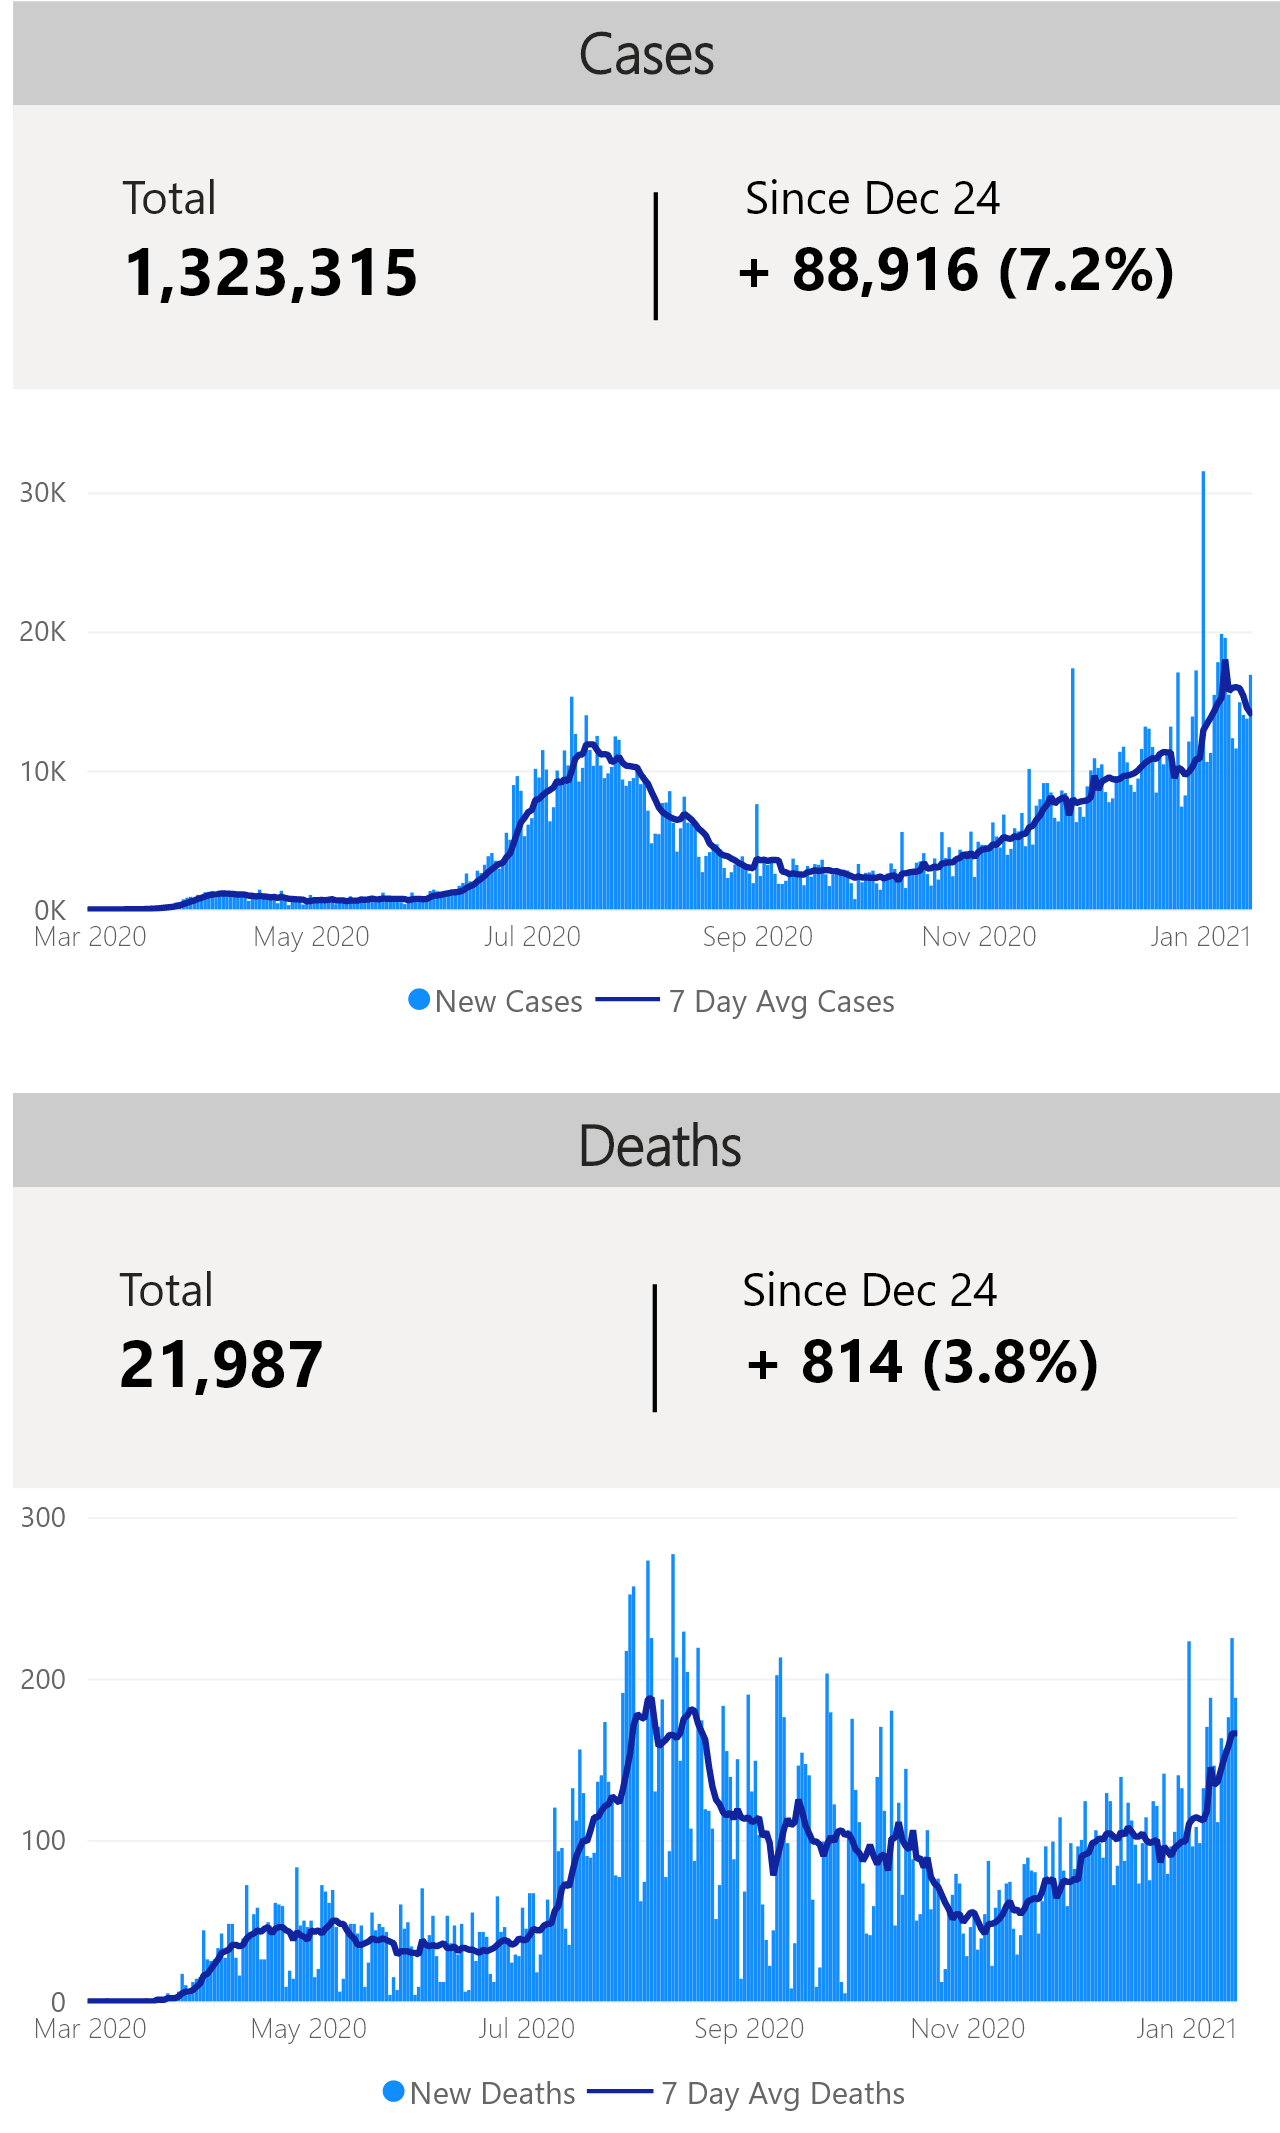 Cases
Total
Since Dec 24
1,323,315
+ 88,916 (7.2%)
30K
20K
10K
0K
Mar 2020 May 2020 Jul 2020 Sep 2020 Nov 2020 Jan 2021
New Cases 7 Day Avg Cases
Deaths
Total
Since Dec 24
21,987
+ 814 (3.8%)
300
200
100
0
Mar 2020 May 2020 Jul 2020 Sep 2020 Nov 2020 Jan 2021
New Deaths 7 Day Avg Deaths